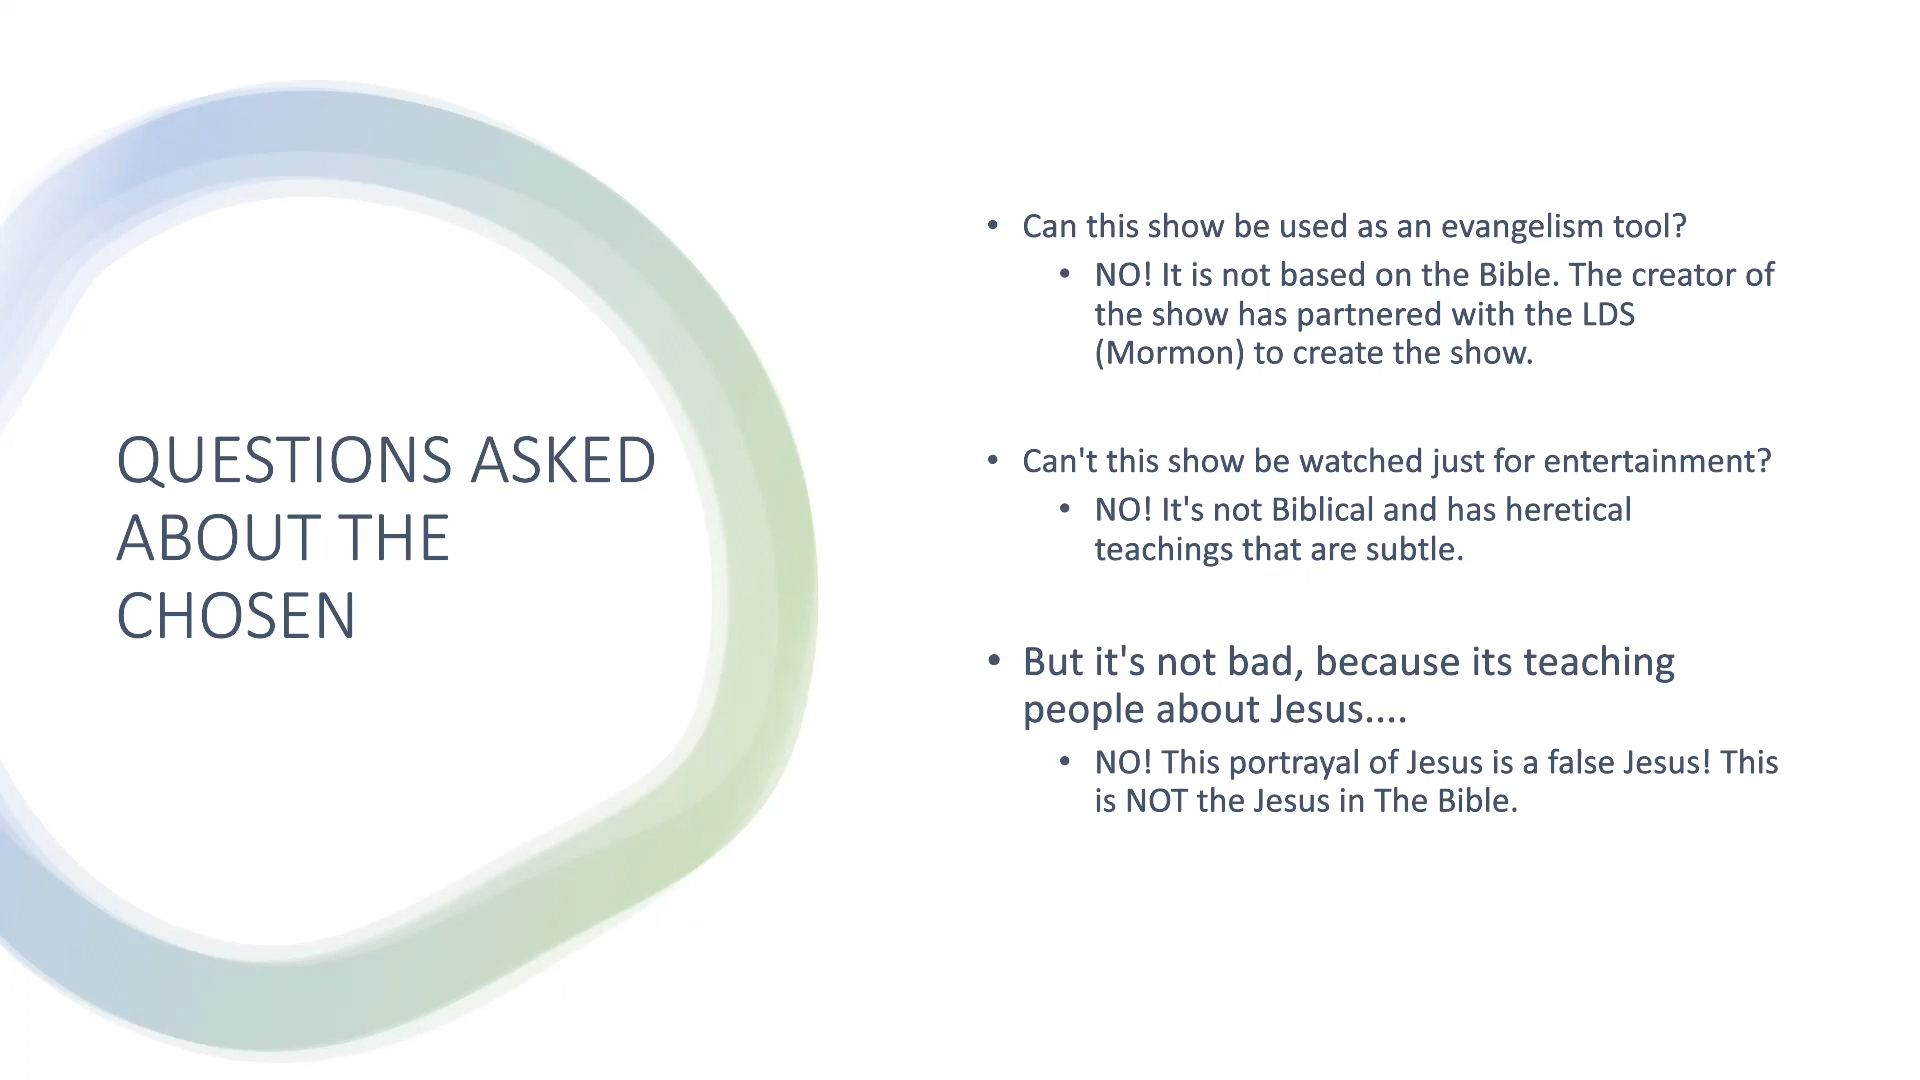 QUESTIONS ASKED
ABOUT THE
CHOSEN
• Can this show be used as an evangelism tool?
• NO! It is not based on the Bible. The creator of
the show has partnered with the LDS
(Mormon) to create the show.
• Can't this show be watched just for entertainment?
• NO! It's not Biblical and has heretical
teachings that are subtle.
• But it's not bad, because its teaching
people about Jesus....
• NO! This portrayal of Jesus is a false Jesus! This
is NOT the Jesus in The Bible.